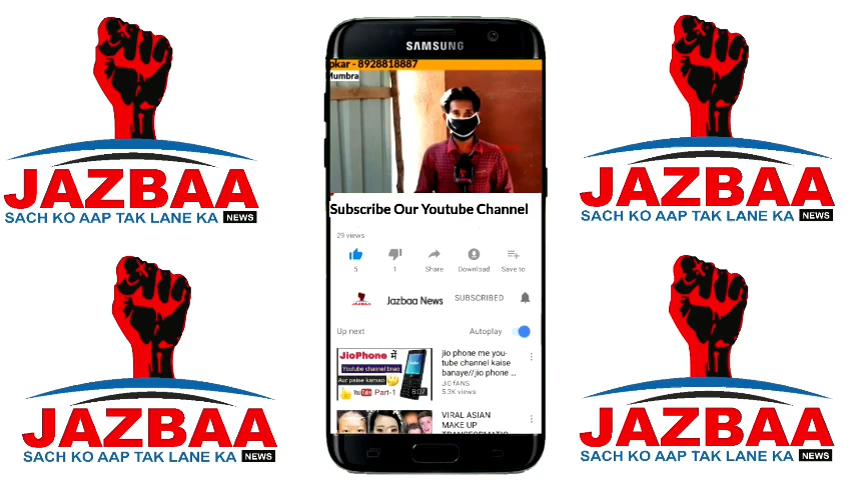 JAZBAA
SACH KO AAP TAK LANE KA NEWS
JAZBAA
SACH KO AAP TAK LANE KA NEWS
SAMSUNG
pkar - 8928818887
Mumbra
Subscribe Our Youtube Channel
29 views
5 1 Share Download Save to
Jazbaa News SUBSCRIBED
Up next Autoplay
JioPhone में
Youtube channel bnao
Aur paise kamao
YouTube Part-1
8:07
jio phone me you-
tube channel kaise
banaye//jio phone ...
JIO FANS
5.3K views
VIRAL ASIAN
MAKE UP
JAZBAA
SACH KO AAP TAK LANE KA NEWS
JAZBAA
SACH KO AAP TAK LANE KA NEWS